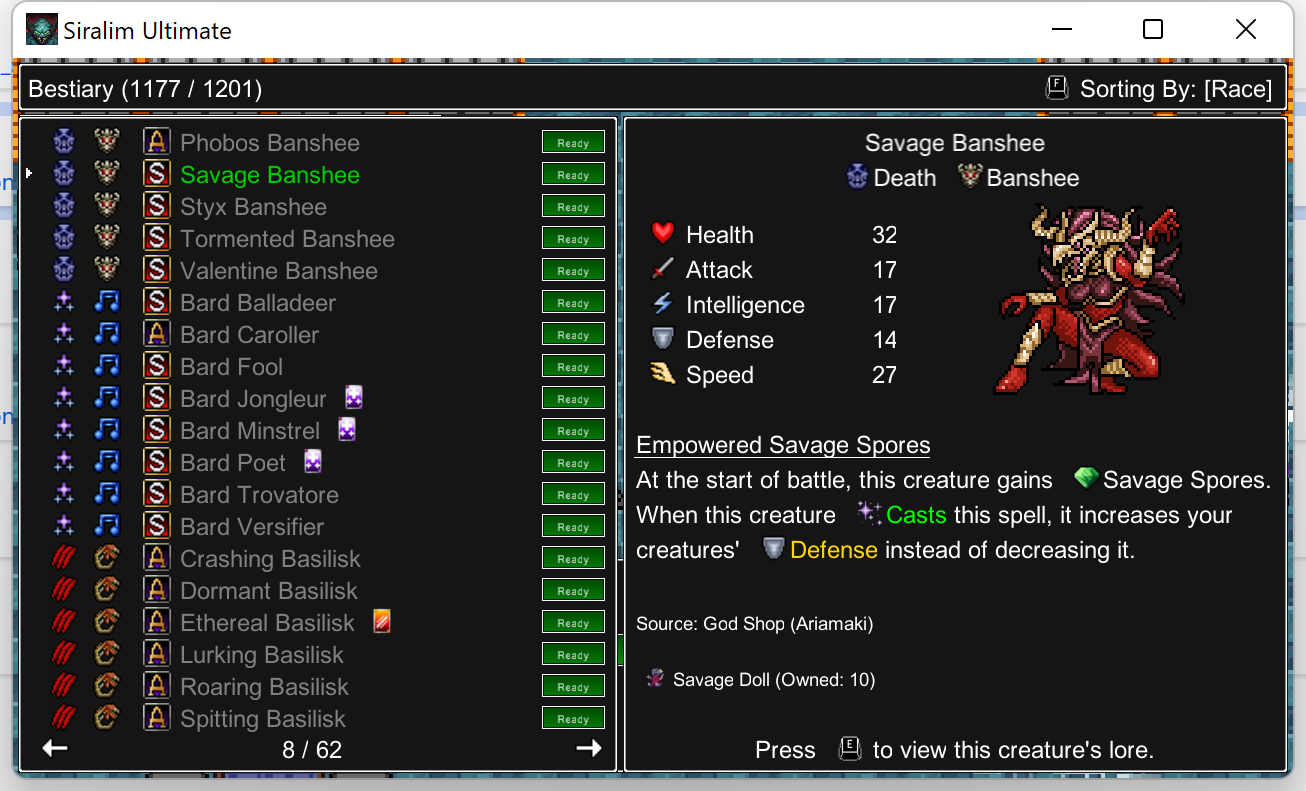 Siralim Ultimate
Bestiary (1177 / 1201)
F Sorting By: [Race]
A Phobos Banshee Ready
S Savage Banshee Ready
S Styx Banshee Ready
S Tormented Banshee Ready
S Valentine Banshee Ready
S Bard Balladeer Ready
A Bard Caroller Ready
S Bard Fool Ready
S Bard Jongleur Ready
S Bard Minstrel Ready
S Bard Poet Ready
S Bard Trovatore Ready
S Bard Versifier Ready
A Crashing Basilisk Ready
A Dormant Basilisk Ready
A Ethereal Basilisk Ready
A Lurking Basilisk Ready
A Roaring Basilisk Ready
A Spitting Basilisk Ready
8 / 62
Savage Banshee
Death Banshee
Health 32
Attack 17
Intelligence 17
Defense 14
Speed 27
Empowered Savage Spores
At the start of battle, this creature gains Savage Spores.
When this creature Casts this spell, it increases your
creatures' Defense instead of decreasing it.
Source: God Shop (Ariamaki)
Savage Doll (Owned: 10)
Press E to view this creature's lore.